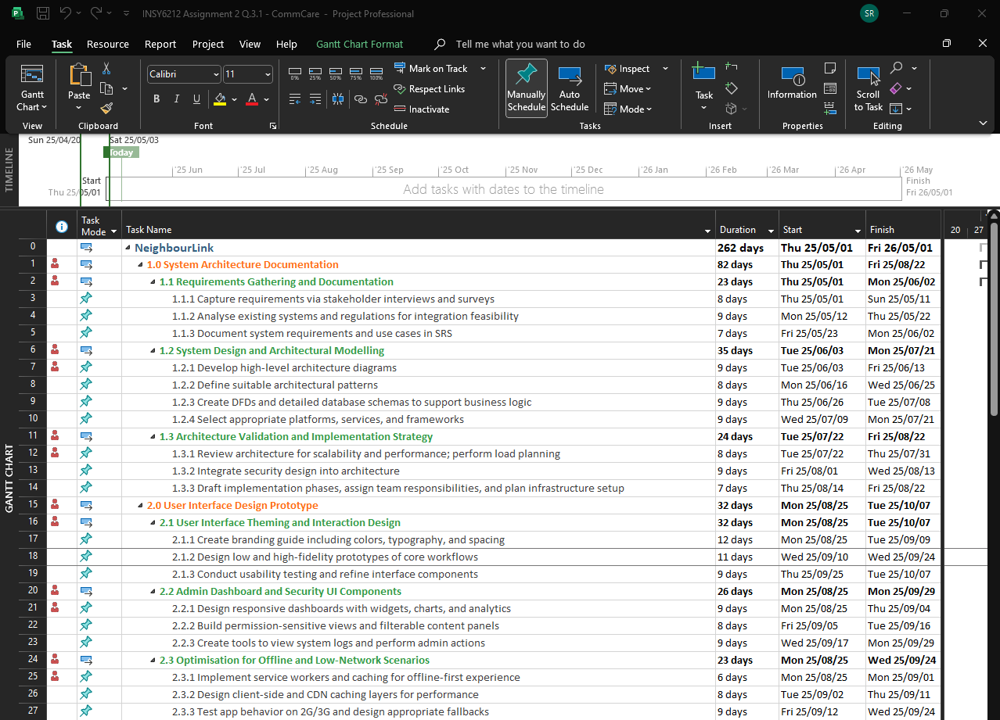 INSY6212 Assignment 2 Q.3.1 - CommCare - Project Professional
SR
File Task Resource Report Project View Help Gantt Chart Format Tell me what you want to do
Gantt Chart
View
Paste
Clipboard
Calibri 11
B I U A
Font
0% 25% 50% 75% 100%
Mark on Track
Respect Links
Inactivate
Schedule
Manually Schedule
Auto Schedule
Inspect
Move
Mode
Tasks
Task
Insert
Information
Properties
Scroll to Task
Editing
TIMELINE
Sun 25/04/20 Sat 25/05/03
Today
'25 Jun '25 Jul '25 Aug '25 Sep '25 Oct '25 Nov '25 Dec '26 Jan '26 Feb '26 Mar '26 Apr '26 May
Start
Thu 25/05/01
Add tasks with dates to the timeline
Finish
Fri 26/05/01
GANTT CHART
Task Mode Task Name Duration Start Finish 20 27
0 NeighbourLink 262 days Thu 25/05/01 Fri 26/05/01
1 1.0 System Architecture Documentation 82 days Thu 25/05/01 Fri 25/08/22
2 1.1 Requirements Gathering and Documentation 23 days Thu 25/05/01 Mon 25/06/02
3 1.1.1 Capture requirements via stakeholder interviews and surveys 8 days Thu 25/05/01 Sun 25/05/11
4 1.1.2 Analyse existing systems and regulations for integration feasibility 9 days Mon 25/05/12 Thu 25/05/22
5 1.1.3 Document system requirements and use cases in SRS 7 days Fri 25/05/23 Mon 25/06/02
6 1.2 System Design and Architectural Modelling 35 days Tue 25/06/03 Mon 25/07/21
7 1.2.1 Develop high-level architecture diagrams 9 days Tue 25/06/03 Fri 25/06/13
8 1.2.2 Define suitable architectural patterns 8 days Mon 25/06/16 Wed 25/06/25
9 1.2.3 Create DFDs and detailed database schemas to support business logic 9 days Thu 25/06/26 Tue 25/07/08
10 1.2.4 Select appropriate platforms, services, and frameworks 9 days Wed 25/07/09 Mon 25/07/21
11 1.3 Architecture Validation and Implementation Strategy 24 days Tue 25/07/22 Fri 25/08/22
12 1.3.1 Review architecture for scalability and performance; perform load planning 8 days Tue 25/07/22 Thu 25/07/31
13 1.3.2 Integrate security design into architecture 9 days Fri 25/08/01 Wed 25/08/13
14 1.3.3 Draft implementation phases, assign team responsibilities, and plan infrastructure setup 7 days Thu 25/08/14 Fri 25/08/22
15 2.0 User Interface Design Prototype 32 days Mon 25/08/25 Tue 25/10/07
16 2.1 User Interface Theming and Interaction Design 32 days Mon 25/08/25 Tue 25/10/07
17 2.1.1 Create branding guide including colors, typography, and spacing 12 days Mon 25/08/25 Tue 25/09/09
18 2.1.2 Design low and high-fidelity prototypes of core workflows 11 days Wed 25/09/10 Wed 25/09/24
19 2.1.3 Conduct usability testing and refine interface components 9 days Thu 25/09/25 Tue 25/10/07
20 2.2 Admin Dashboard and Security UI Components 26 days Mon 25/08/25 Mon 25/09/29
21 2.2.1 Design responsive dashboards with widgets, charts, and analytics 9 days Mon 25/08/25 Thu 25/09/04
22 2.2.2 Build permission-sensitive views and filterable content panels 8 days Fri 25/09/05 Tue 25/09/16
23 2.2.3 Create tools to view system logs and perform admin actions 9 days Wed 25/09/17 Mon 25/09/29
24 2.3 Optimisation for Offline and Low-Network Scenarios 23 days Mon 25/08/25 Wed 25/09/24
25 2.3.1 Implement service workers and caching for offline-first experience 6 days Mon 25/08/25 Mon 25/09/01
26 2.3.2 Design client-side and CDN caching layers for performance 8 days Tue 25/09/02 Thu 25/09/11
27 2.3.3 Test app behavior on 2G/3G and design appropriate fallbacks 9 days Fri 25/09/12 Wed 25/09/24